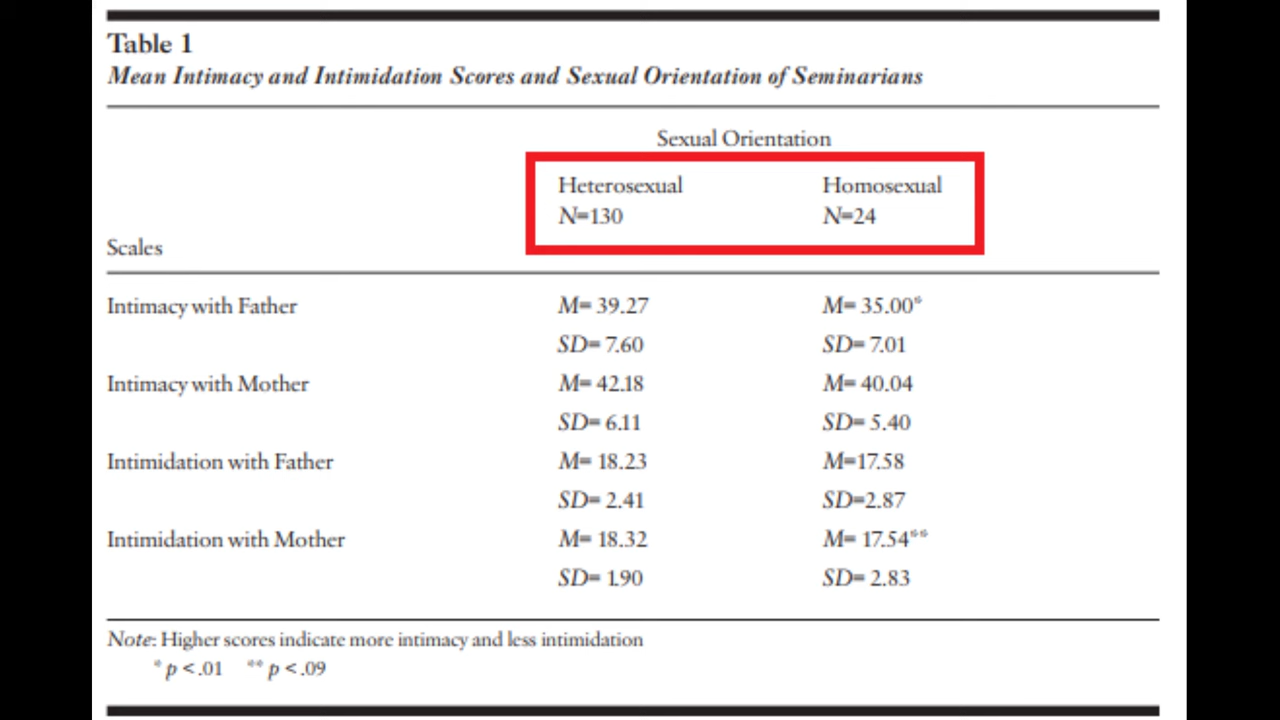 Table 1
Mean Intimacy and Intimidation Scores and Sexual Orientation of Seminarians
Sexual Orientation
Heterosexual Homosexual
N=130 N=24
Scales
Intimacy with Father M= 39.27 M= 35.00*
SD= 7.60 SD= 7.01
Intimacy with Mother M= 42.18 M= 40.04
SD= 6.11 SD= 5.40
Intimidation with Father M= 18.23 M=17.58
SD= 2.41 SD=2.87
Intimidation with Mother M= 18.32 M= 17.54**
SD= 1.90 SD= 2.83
Note: Higher scores indicate more intimacy and less intimidation
* p < .01 ** p < .09